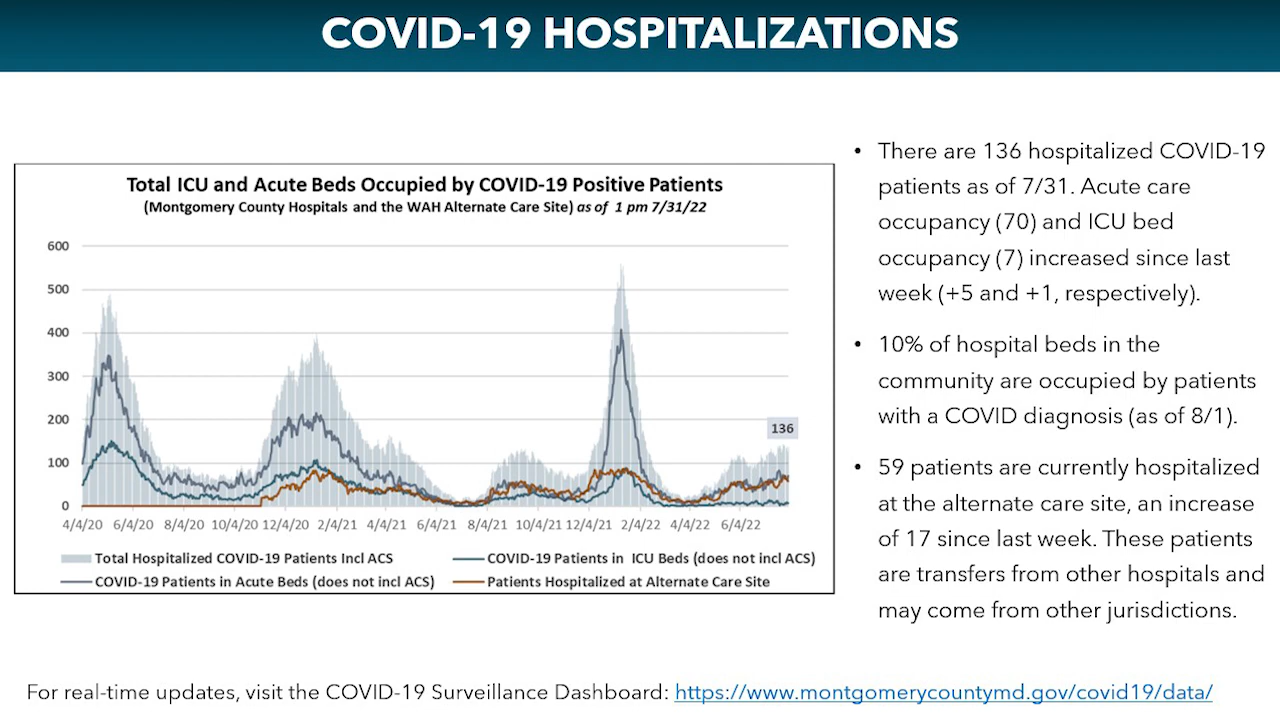 COVID-19 HOSPITALIZATIONS
Total ICU and Acute Beds Occupied by COVID-19 Positive Patients
(Montgomery County Hospitals and the WAH Alternate Care Site) as of 1 pm 7/31/22
600
500
400
300
200
100
0
136
4/4/20 6/4/20 8/4/20 10/4/20 12/4/20 2/4/21 4/4/21 6/4/21 8/4/21 10/4/21 12/4/21 2/4/22 4/4/22 6/4/22
Total Hospitalized COVID-19 Patients Incl ACS
COVID-19 Patients in ICU Beds (does not incl ACS)
COVID-19 Patients in Acute Beds (does not incl ACS)
Patients Hospitalized at Alternate Care Site
• There are 136 hospitalized COVID-19
patients as of 7/31. Acute care
occupancy (70) and ICU bed
occupancy (7) increased since last
week (+5 and +1, respectively).
• 10% of hospital beds in the
community are occupied by patients
with a COVID diagnosis (as of 8/1).
• 59 patients are currently hospitalized
at the alternate care site, an increase
of 17 since last week. These patients
are transfers from other hospitals and
may come from other jurisdictions.
For real-time updates, visit the COVID-19 Surveillance Dashboard: https://www.montgomerycountymd.gov/covid19/data/